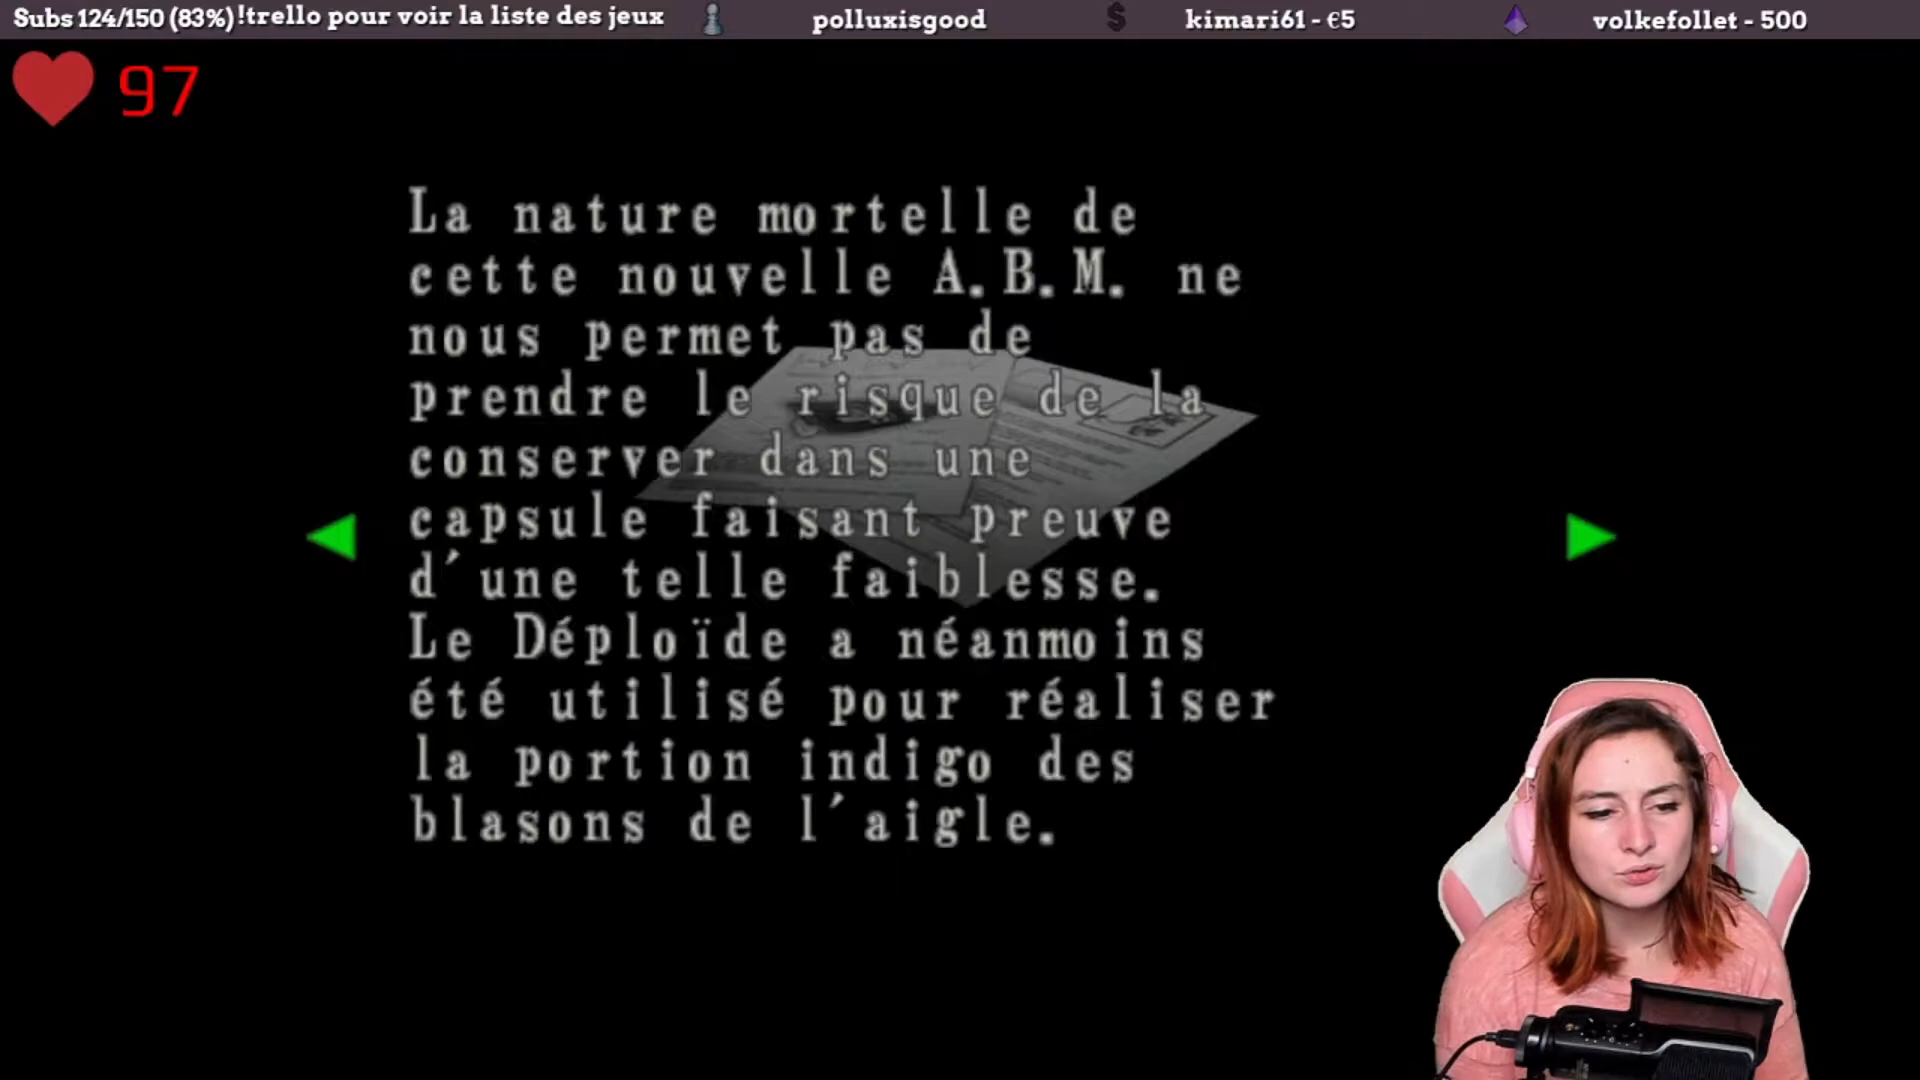 Subs 124/150 (83%) !trello pour voir la liste des jeux polluxisgood kimari61 - €5 volkefollet - 500
97
La nature mortelle de
cette nouvelle A.B.M. ne
nous permet pas de
prendre le risque de la
conserver dans une
capsule faisant preuve
d'une telle faiblesse.
Le Déploïde a néanmoins
été utilisé pour réaliser
la portion indigo des
blasons de l'aigle.